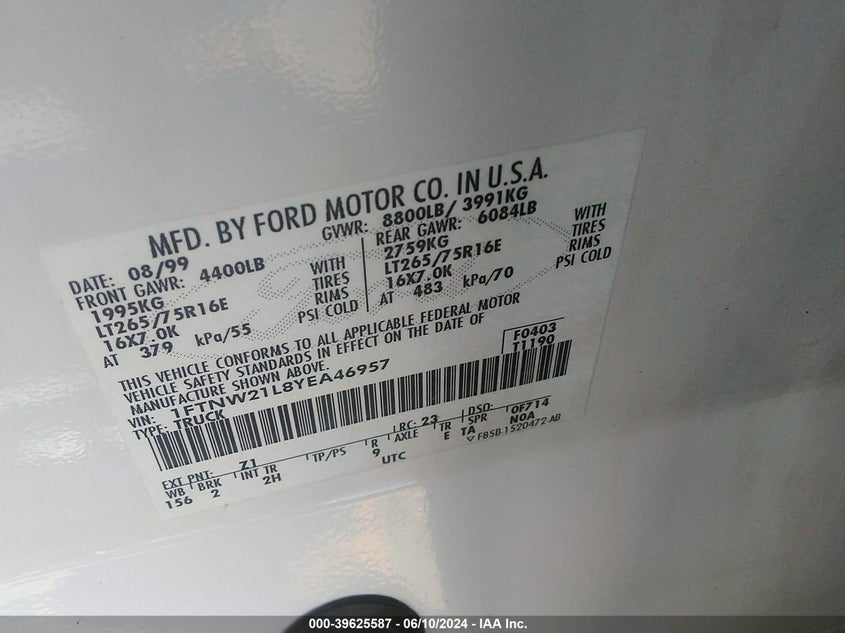 MFD. BY FORD MOTOR CO. IN U.S.A.
DATE: 08/99 GVWR: 8800LB/ 3991KG
FRONT GAWR: 4400LB REAR GAWR: 6084LB
1995KG WITH 2759KG WITH
LT265/75R16E TIRES LT265/75R16E TIRES
16X7.0K RIMS 16X7.0K RIMS
AT 379 kPa/55 PSI COLD AT 483 kPa/70 PSI COLD
THIS VEHICLE CONFORMS TO ALL APPLICABLE FEDERAL MOTOR
VEHICLE SAFETY STANDARDS IN EFFECT ON THE DATE OF
MANUFACTURE SHOWN ABOVE.
VIN: 1FTNW21L8YEA46957 F0403
TYPE: TRUCK T1190
EXT PNT: Z1 RC: 23 DSO: 0F714
WB BRK INT TR TP/PS R AXLE TR SPR N0A
156 2 2H 9 E TA
UTC F85B-1520472-AB
000-39625587 - 06/10/2024 - IAA Inc.